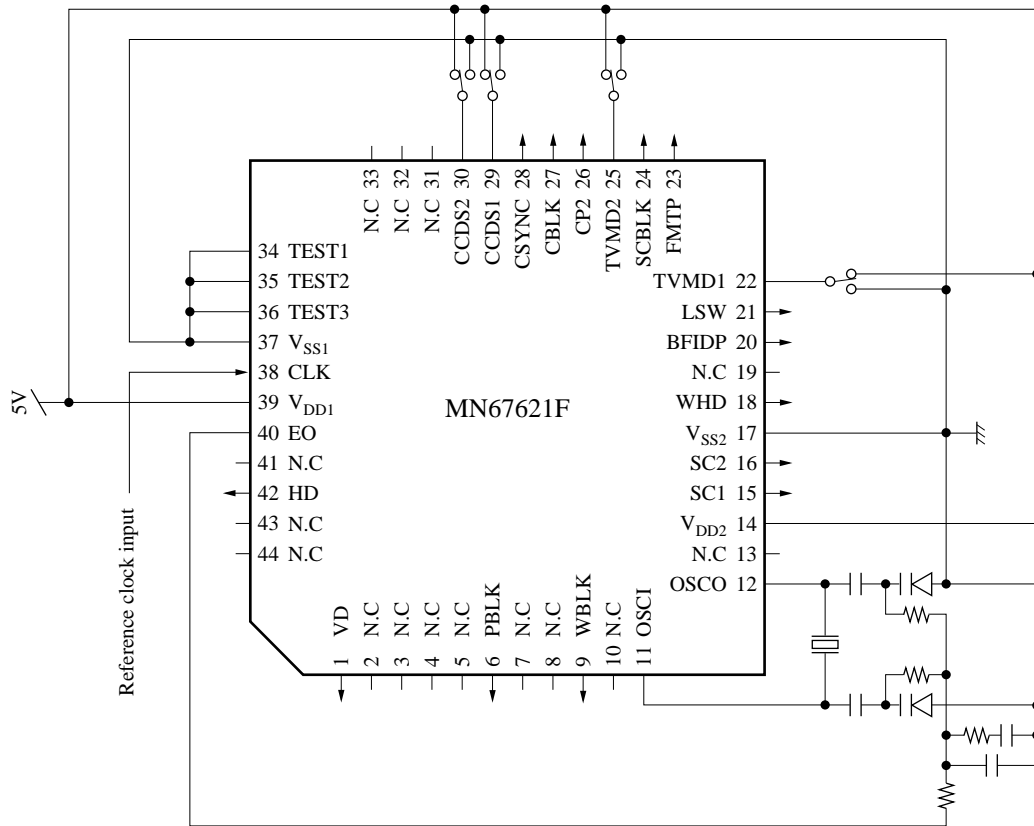 N.C 33
N.C 32
N.C 31
CCDS2 30
CCDS1 29
CSYNC 28
CBLK 27
CP2 26
TVMD2 25
SCBLK 24
FMTP 23
34 TEST1
35 TEST2
36 TEST3
37 VSS1
38 CLK
39 VDD1
40 EO
41 N.C
42 HD
43 N.C
44 N.C
5V
Reference clock input
MN67621F
TVMD1 22
LSW 21
BFIDP 20
N.C 19
WHD 18
VSS2 17
SC2 16
SC1 15
VDD2 14
N.C 13
OSCO 12
1 VD
2 N.C
3 N.C
4 N.C
5 N.C
6 PBLK
7 N.C
8 N.C
9 WBLK
10 N.C
11 OSCI